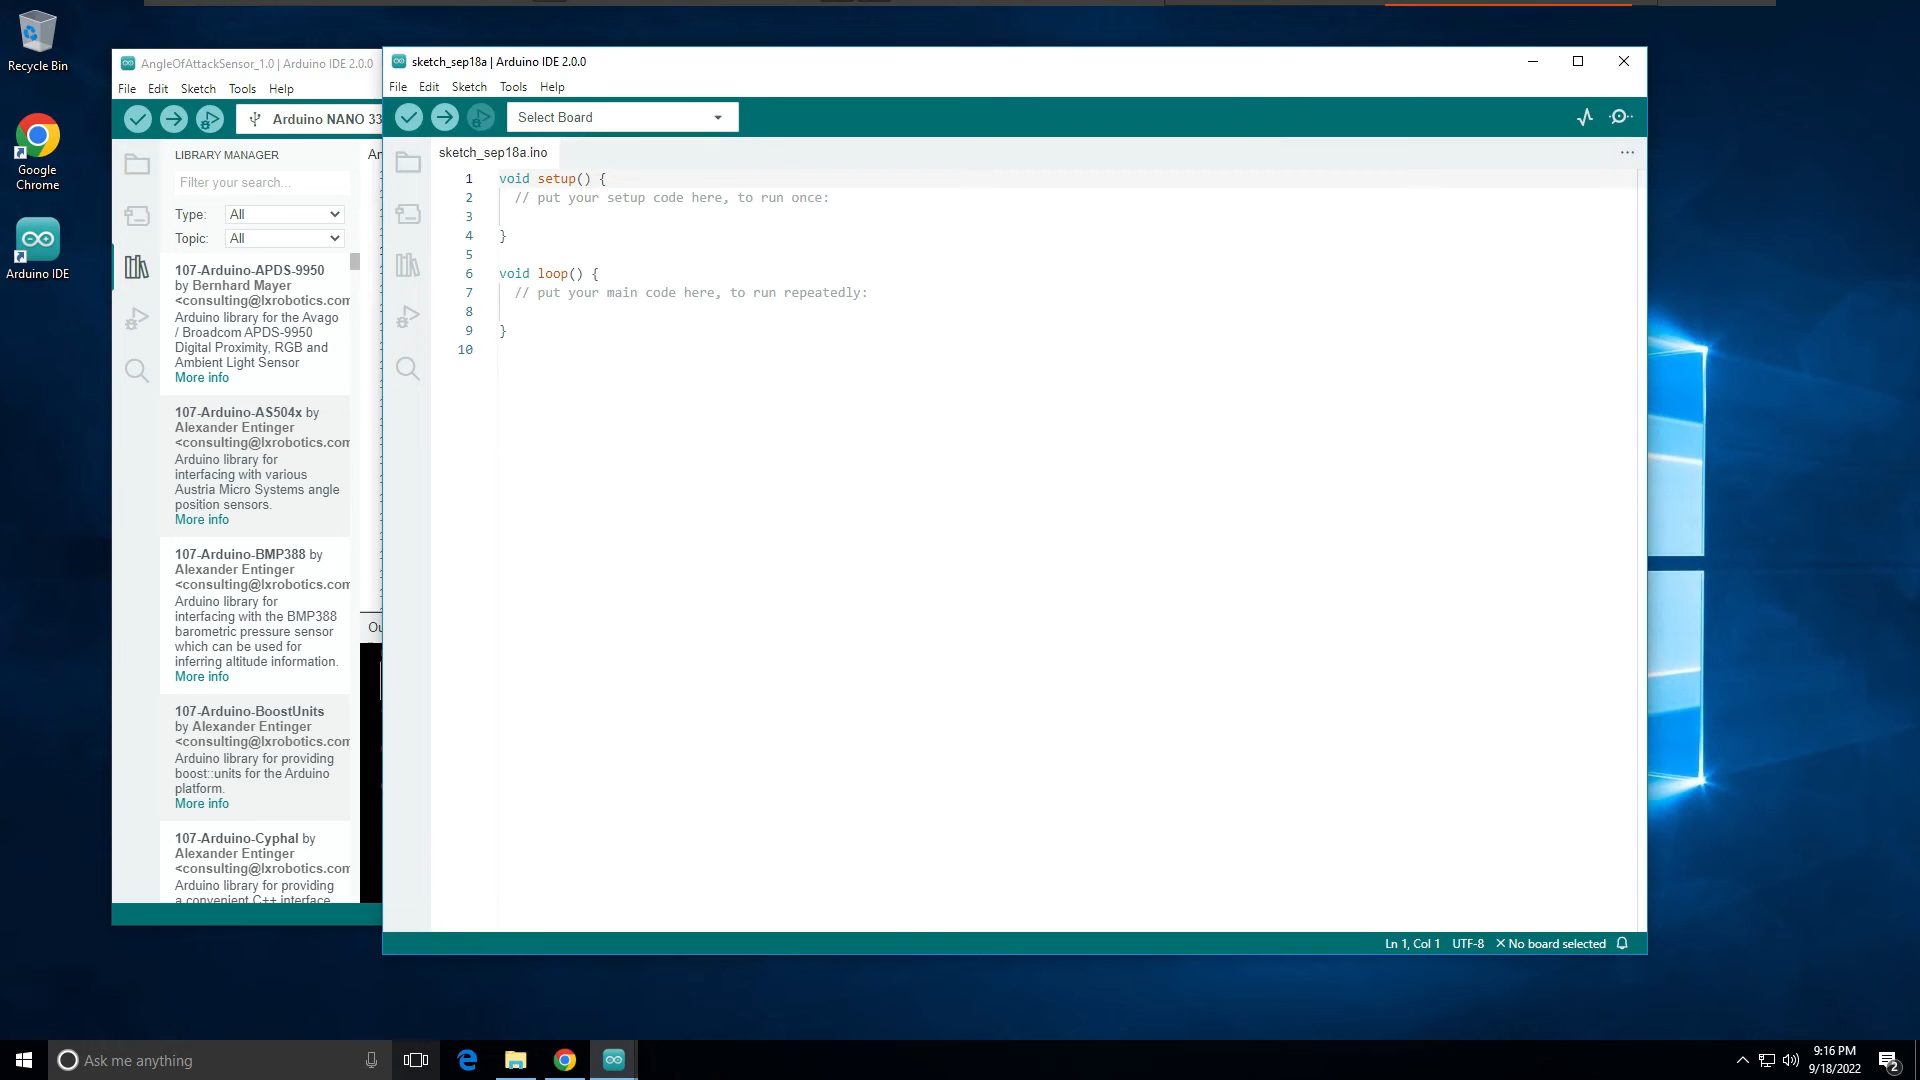 Recycle Bin
Google
Chrome
Arduino IDE
AngleOfAttackSensor_1.0 | Arduino IDE 2.0.0
File Edit Sketch Tools Help
Arduino NANO 33
LIBRARY MANAGER
Filter your search...
Type: All
Topic: All
107-Arduino-APDS-9950
by Bernhard Mayer
<consulting@lxrobotics.com
Arduino library for the Avago
/ Broadcom APDS-9950
Digital Proximity, RGB and
Ambient Light Sensor
More info
107-Arduino-AS504x by
Alexander Entinger
<consulting@lxrobotics.com
Arduino library for
interfacing with various
Austria Micro Systems angle
position sensors.
More info
107-Arduino-BMP388 by
Alexander Entinger
<consulting@lxrobotics.com
Arduino library for
interfacing with the BMP388
barometric pressure sensor
which can be used for
inferring altitude information.
More info
107-Arduino-BoostUnits
by Alexander Entinger
<consulting@lxrobotics.com
Arduino library for providing
boost::units for the Arduino
platform.
More info
107-Arduino-Cyphal by
Alexander Entinger
<consulting@lxrobotics.com
Arduino library for providing
a convenient C++ interface
sketch_sep18a | Arduino IDE 2.0.0
File Edit Sketch Tools Help
Select Board
sketch_sep18a.ino
1 void setup() {
2 // put your setup code here, to run once:
3
4 }
5
6 void loop() {
7 // put your main code here, to run repeatedly:
8
9 }
10
Ln 1, Col 1 UTF-8 No board selected
Ask me anything
9:16 PM
9/18/2022
2